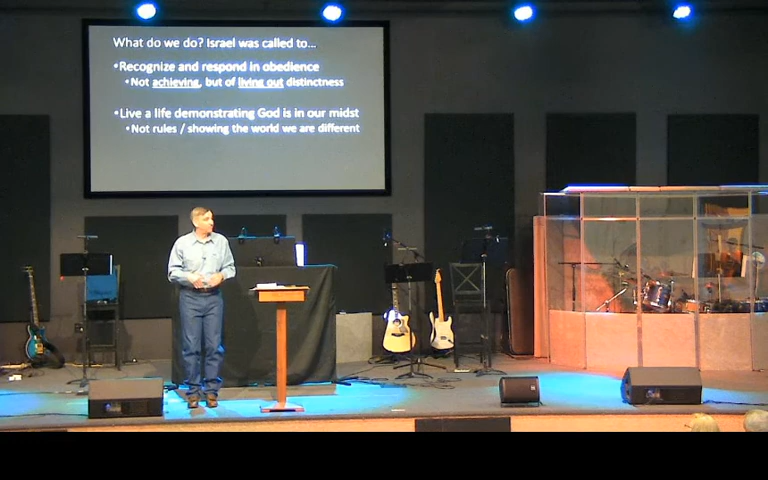 What do we do? Israel was called to...
•Recognize and respond in obedience
•Not achieving, but of living out distinctness
•Live a life demonstrating God is in our midst
•Not rules / showing the world we are different